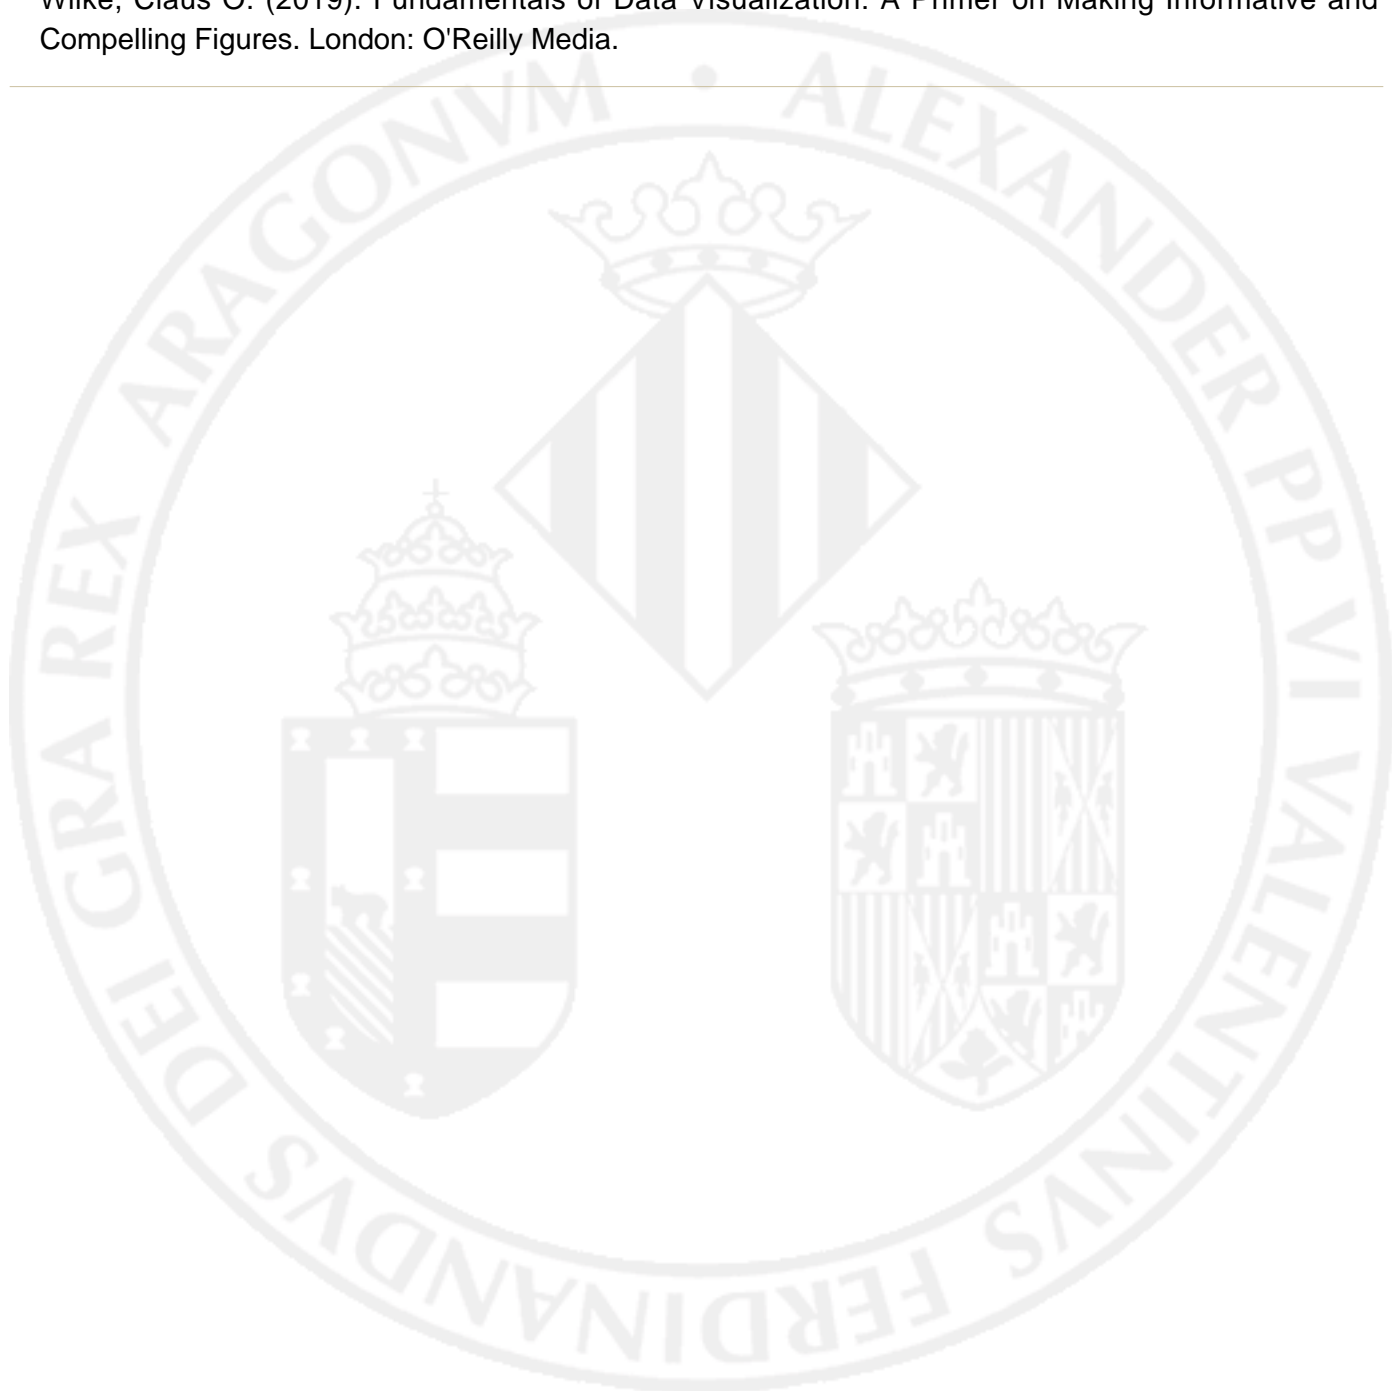 Wilke, Claus O. (2019). Fundamentals of Data Visualization: A Primer on Making Informative and
Compelling Figures. London: O'Reilly Media.
ALEXANDER PP VI VALENTINVS FERDINANDVS DEI GRA REX ARAGONVM